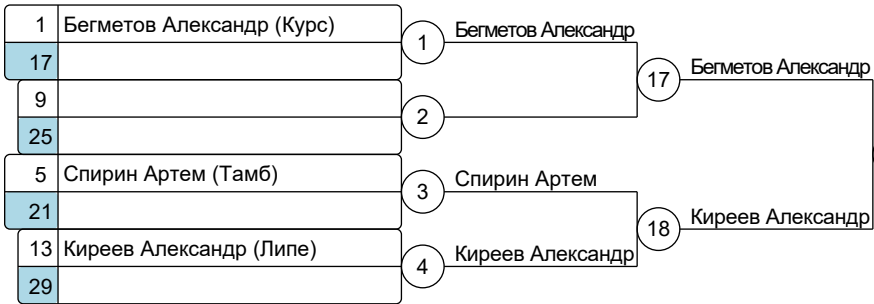 1 Бегметов Александр (Курс)
1 Бегметов Александр
17
17 Бегметов Александр
9
2
25
5 Спирин Артем (Тамб)
3 Спирин Артем
21
18 Киреев Александр
13 Киреев Александр (Липе)
4 Киреев Александр
29